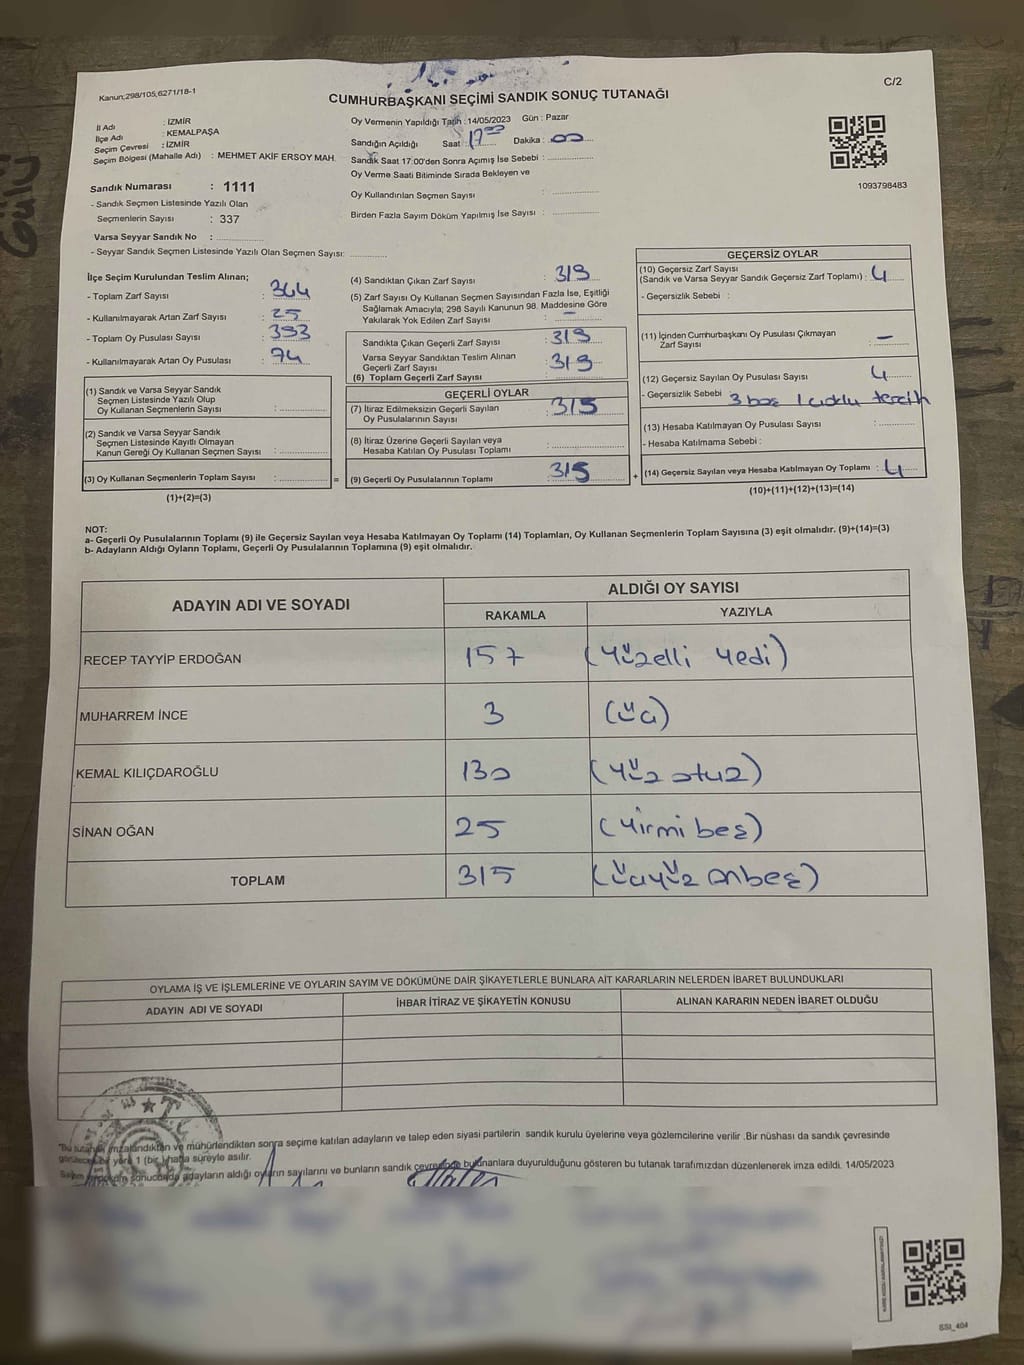 Kanun;298/105,6271/18-1
C/2
CUMHURBAŞKANI SEÇİMİ SANDIK SONUÇ TUTANAĞI
İl Adı : İZMİR
İlçe Adı : KEMALPAŞA
Seçim Çevresi : İZMİR
Seçim Bölgesi (Mahalle Adı) : MEHMET AKİF ERSOY MAH.
Oy Vermenin Yapıldığı Tarih : 14/05/2023 Gün : Pazar
Sandığın Açıldığı Saat : 17 00 Dakika : 00
Sandık Saat 17:00'den Sonra Açımış İse Sebebi :
Oy Verme Saati Bitiminde Sırada Bekleyen ve
Oy Kullandırılan Seçmen Sayısı :
Birden Fazla Sayım Döküm Yapılmış İse Sayısı :
1093798483
Sandık Numarası : 1111
- Sandık Seçmen Listesinde Yazılı Olan
Seçmenlerin Sayısı : 337
Varsa Seyyar Sandık No :
- Seyyar Sandık Seçmen Listesinde Yazılı Olan Seçmen Sayısı:
İlçe Seçim Kurulundan Teslim Alınan;
- Toplam Zarf Sayısı : 344
- Kullanılmayarak Artan Zarf Sayısı : 25
- Toplam Oy Pusulası Sayısı : 393
- Kullanılmayarak Artan Oy Pusulası : 74
(1) Sandık ve Varsa Seyyar Sandık
Seçmen Listesinde Yazılı Olup
Oy Kullanan Seçmenlerin Sayısı :
(2) Sandık ve Varsa Seyyar Sandık
Seçmen Listesinde Kayıtlı Olmayan
Kanun Gereği Oy Kullanan Seçmen Sayısı :
(3) Oy Kullanan Seçmenlerin Toplam Sayısı :
(1)+(2)=(3)
(4) Sandıktan Çıkan Zarf Sayısı : 319
(5) Zarf Sayısı Oy Kullanan Seçmen Sayısından Fazla İse, Eşitliği
Sağlamak Amacıyla; 298 Sayılı Kanunun 98. Maddesine Göre
Yakılarak Yok Edilen Zarf Sayısı : –
Sandıkta Çıkan Geçerli Zarf Sayısı : 319
Varsa Seyyar Sandıktan Teslim Alınan
Geçerli Zarf Sayısı : 319
(6) Toplam Geçerli Zarf Sayısı :
GEÇERLİ OYLAR
(7) İtiraz Edilmeksizin Geçerli Sayılan
Oy Pusulalarının Sayısı : 315
(8) İtiraz Üzerine Geçerli Sayılan veya
Hesaba Katılan Oy Pusulası Toplamı :
= (9) Geçerli Oy Pusulalarının Toplamı : 315 +
GEÇERSİZ OYLAR
(10) Geçersiz Zarf Sayısı
(Sandık ve Varsa Seyyar Sandık Geçersiz Zarf Toplamı) : 4
- Geçersizlik Sebebi :
(11) İçinden Cumhurbaşkanı Oy Pusulası Çıkmayan
Zarf Sayısı : –
(12) Geçersiz Sayılan Oy Pusulası Sayısı : 4
- Geçersizlik Sebebi 3 boş 1 çoklu tercih
(13) Hesaba Katılmayan Oy Pusulası Sayısı :
- Hesaba Katılmama Sebebi :
(14) Geçersiz Sayılan veya Hesaba Katılmayan Oy Toplamı : 4
(10)+(11)+(12)+(13)=(14)
NOT:
a- Geçerli Oy Pusulalarının Toplamı (9) ile Geçersiz Sayılan veya Hesaba Katılmayan Oy Toplamı (14) Toplamları, Oy Kullanan Seçmenlerin Toplam Sayısına (3) eşit olmalıdır. (9)+(14)=(3)
b- Adayların Aldığı Oyların Toplamı, Geçerli Oy Pusulalarının Toplamına (9) eşit olmalıdır.
ADAYIN ADI VE SOYADI
ALDIĞI OY SAYISI
RAKAMLA YAZIYLA
RECEP TAYYİP ERDOĞAN 157 (Yüzelli yedi)
MUHARREM İNCE 3 (üç)
KEMAL KILIÇDAROĞLU 130 (Yüz otuz)
SİNAN OĞAN 25 (Yirmi beş)
TOPLAM 315 (Üçyüz onbeş)
OYLAMA İŞ VE İŞLEMLERİNE VE OYLARIN SAYIM VE DÖKÜMÜNE DAİR ŞİKAYETLERLE BUNLARA AİT KARARLARIN NELERDEN İBARET BULUNDUKLARI
ADAYIN ADI VE SOYADI İHBAR İTİRAZ VE ŞİKAYETİN KONUSU ALINAN KARARIN NEDEN İBARET OLDUĞU
"Bu tutanak imzalandıktan ve mühürlendikten sonra seçime katılan adayların ve talep eden siyasi partilerin sandık kurulu üyelerine veya gözlemcilerine verilir .Bir nüshası da sandık çevresinde
görülecek bir yere 1 (bir) hafta süreyle asılır.
Sayım döküm sonucunda adayların aldığı oyların sayılarını ve bunların sandık çevresinde bulunanlara duyurulduğunu gösteren bu tutanak tarafımızdan düzenlenerek imza edildi. 14/05/2023
SSI_404